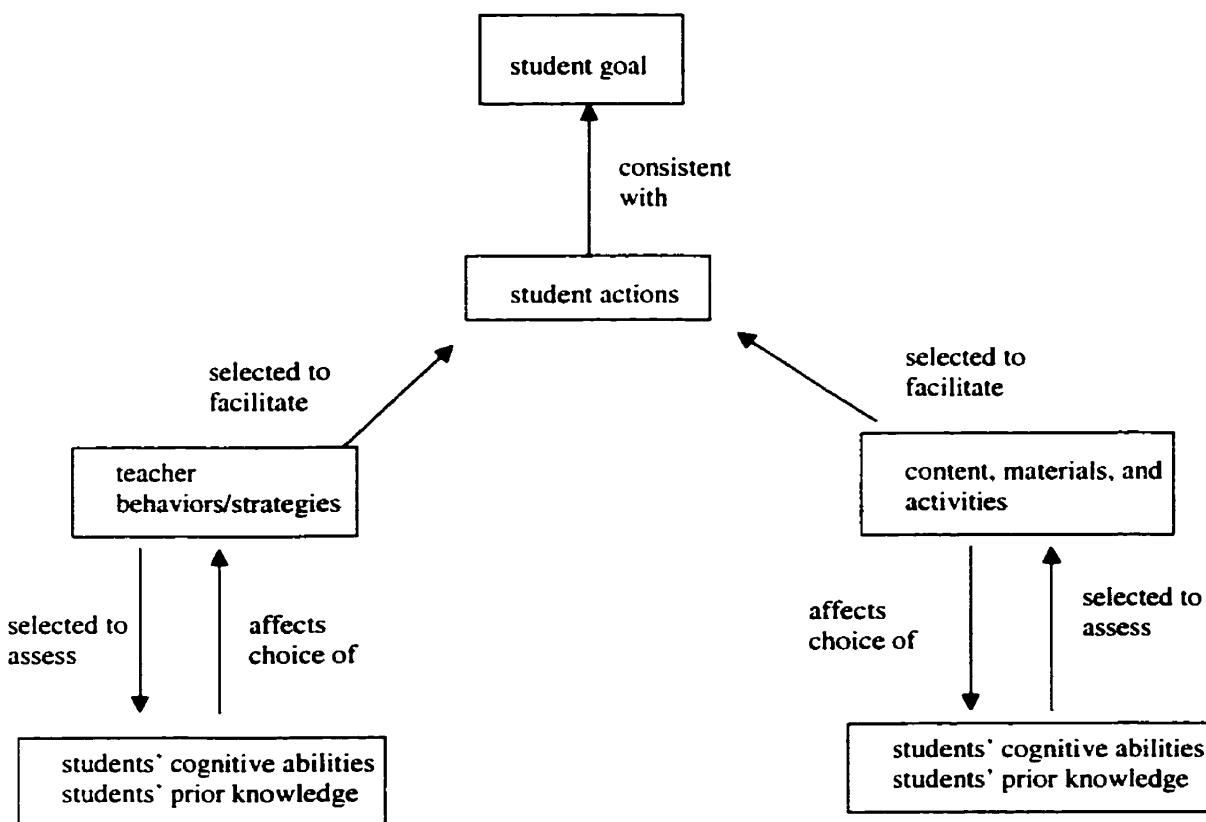 student goal
consistent
with
student actions
selected to
facilitate
selected to
facilitate
teacher
behaviors/strategies
content, materials, and
activities
selected to
assess
affects
choice of
affects
choice of
selected to
assess
students' cognitive abilities
students' prior knowledge
students' cognitive abilities
students' prior knowledge